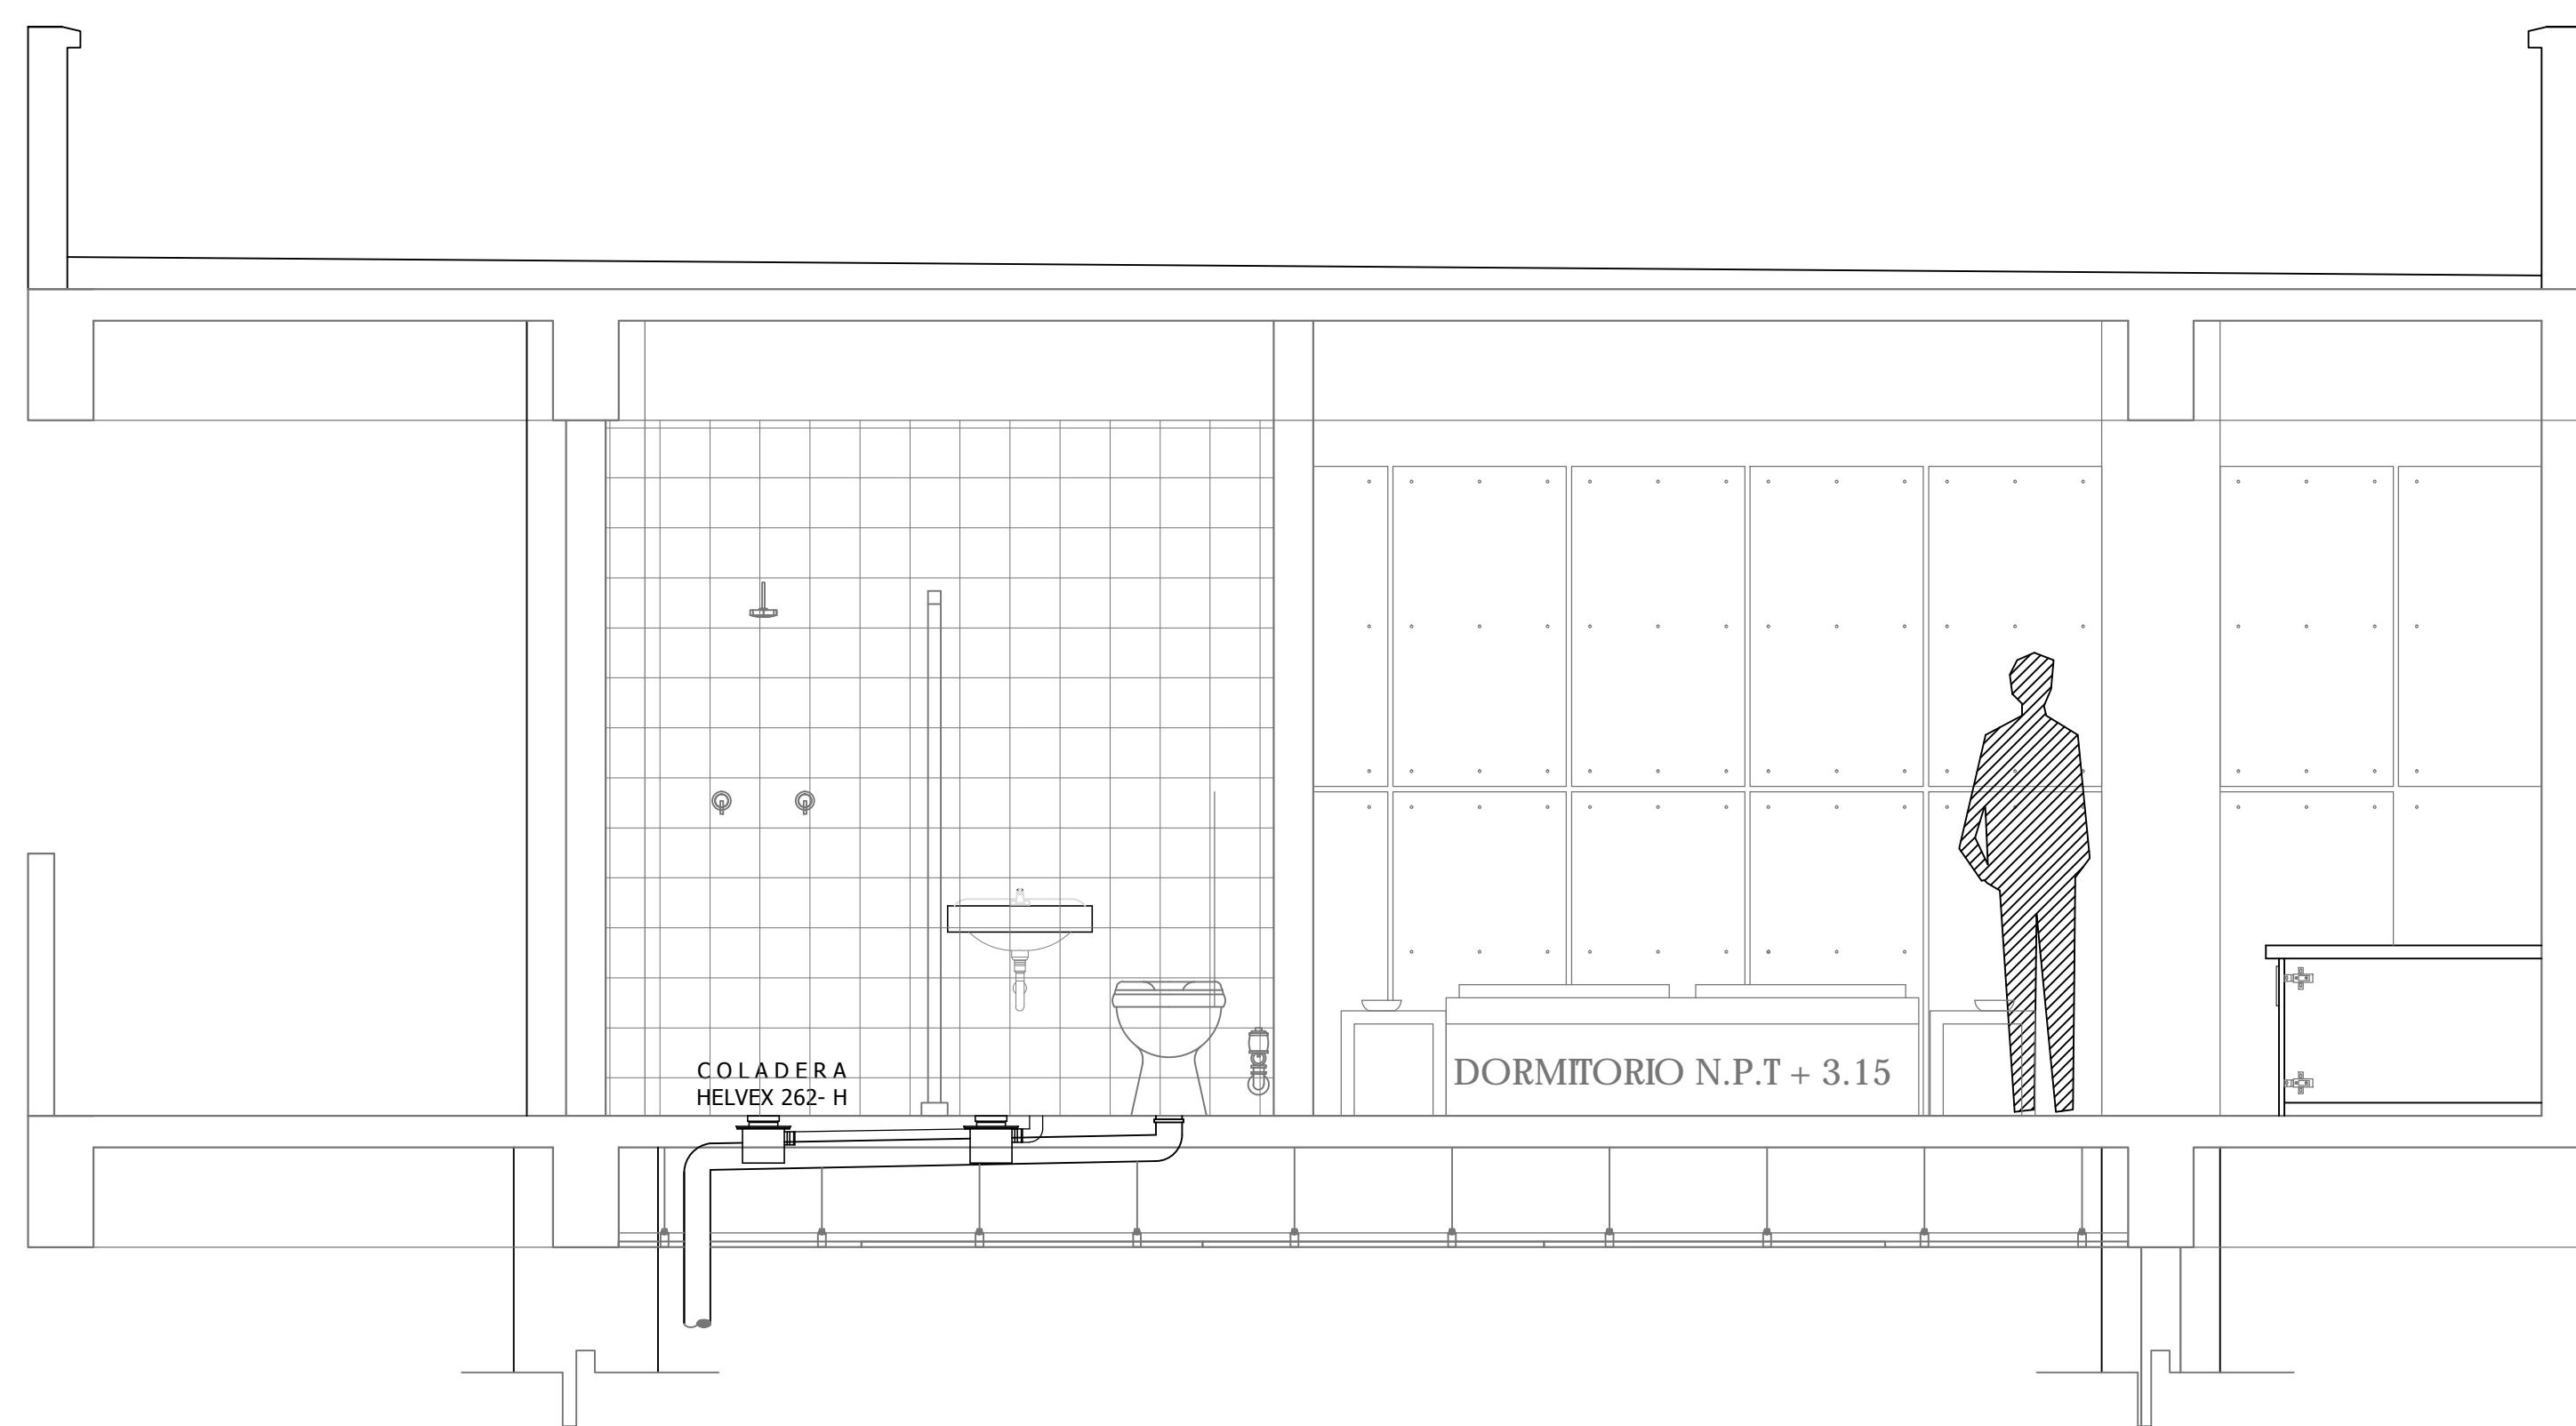 COLADERA
HELVEX 262- H
DORMITORIO N.P.T + 3.15